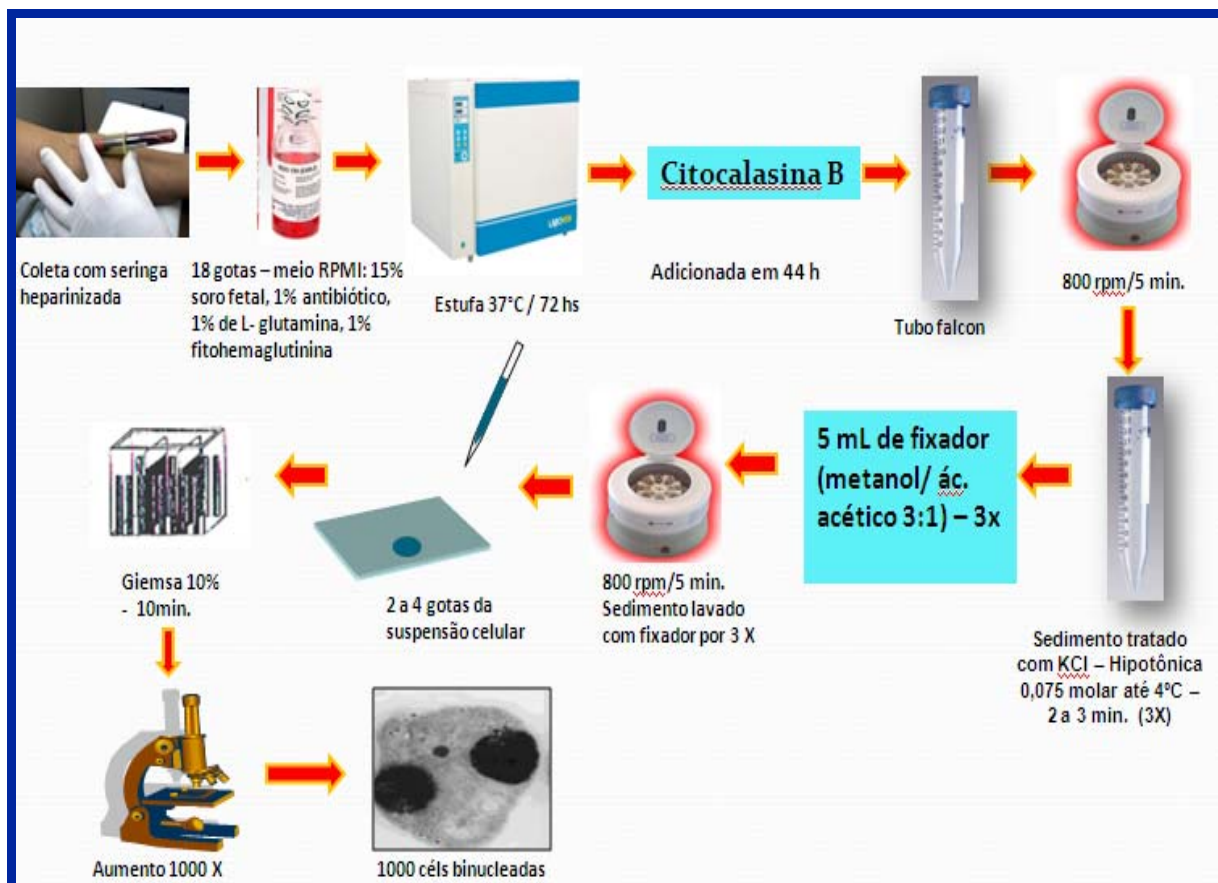 Coleta com seringa
heparinizada
18 gotas – meio RPMI: 15%
soro fetal, 1% antibiótico,
1% de L- glutamina, 1%
fitohemaglutinina
Estufa 37°C / 72 hs
Citocalasina B
Adicionada em 44 h
Tubo falcon
800 rpm/5 min.
Sedimento tratado
com KCl – Hipotônica
0,075 molar até 4ºC –
2 a 3 min. (3X)
5 mL de fixador
(metanol/ ác.
acético 3:1) – 3x
800 rpm/5 min.
Sedimento lavado
com fixador por 3 X
2 a 4 gotas da
suspensão celular
Giemsa 10%
- 10min.
Aumento 1000 X
1000 céls binucleadas